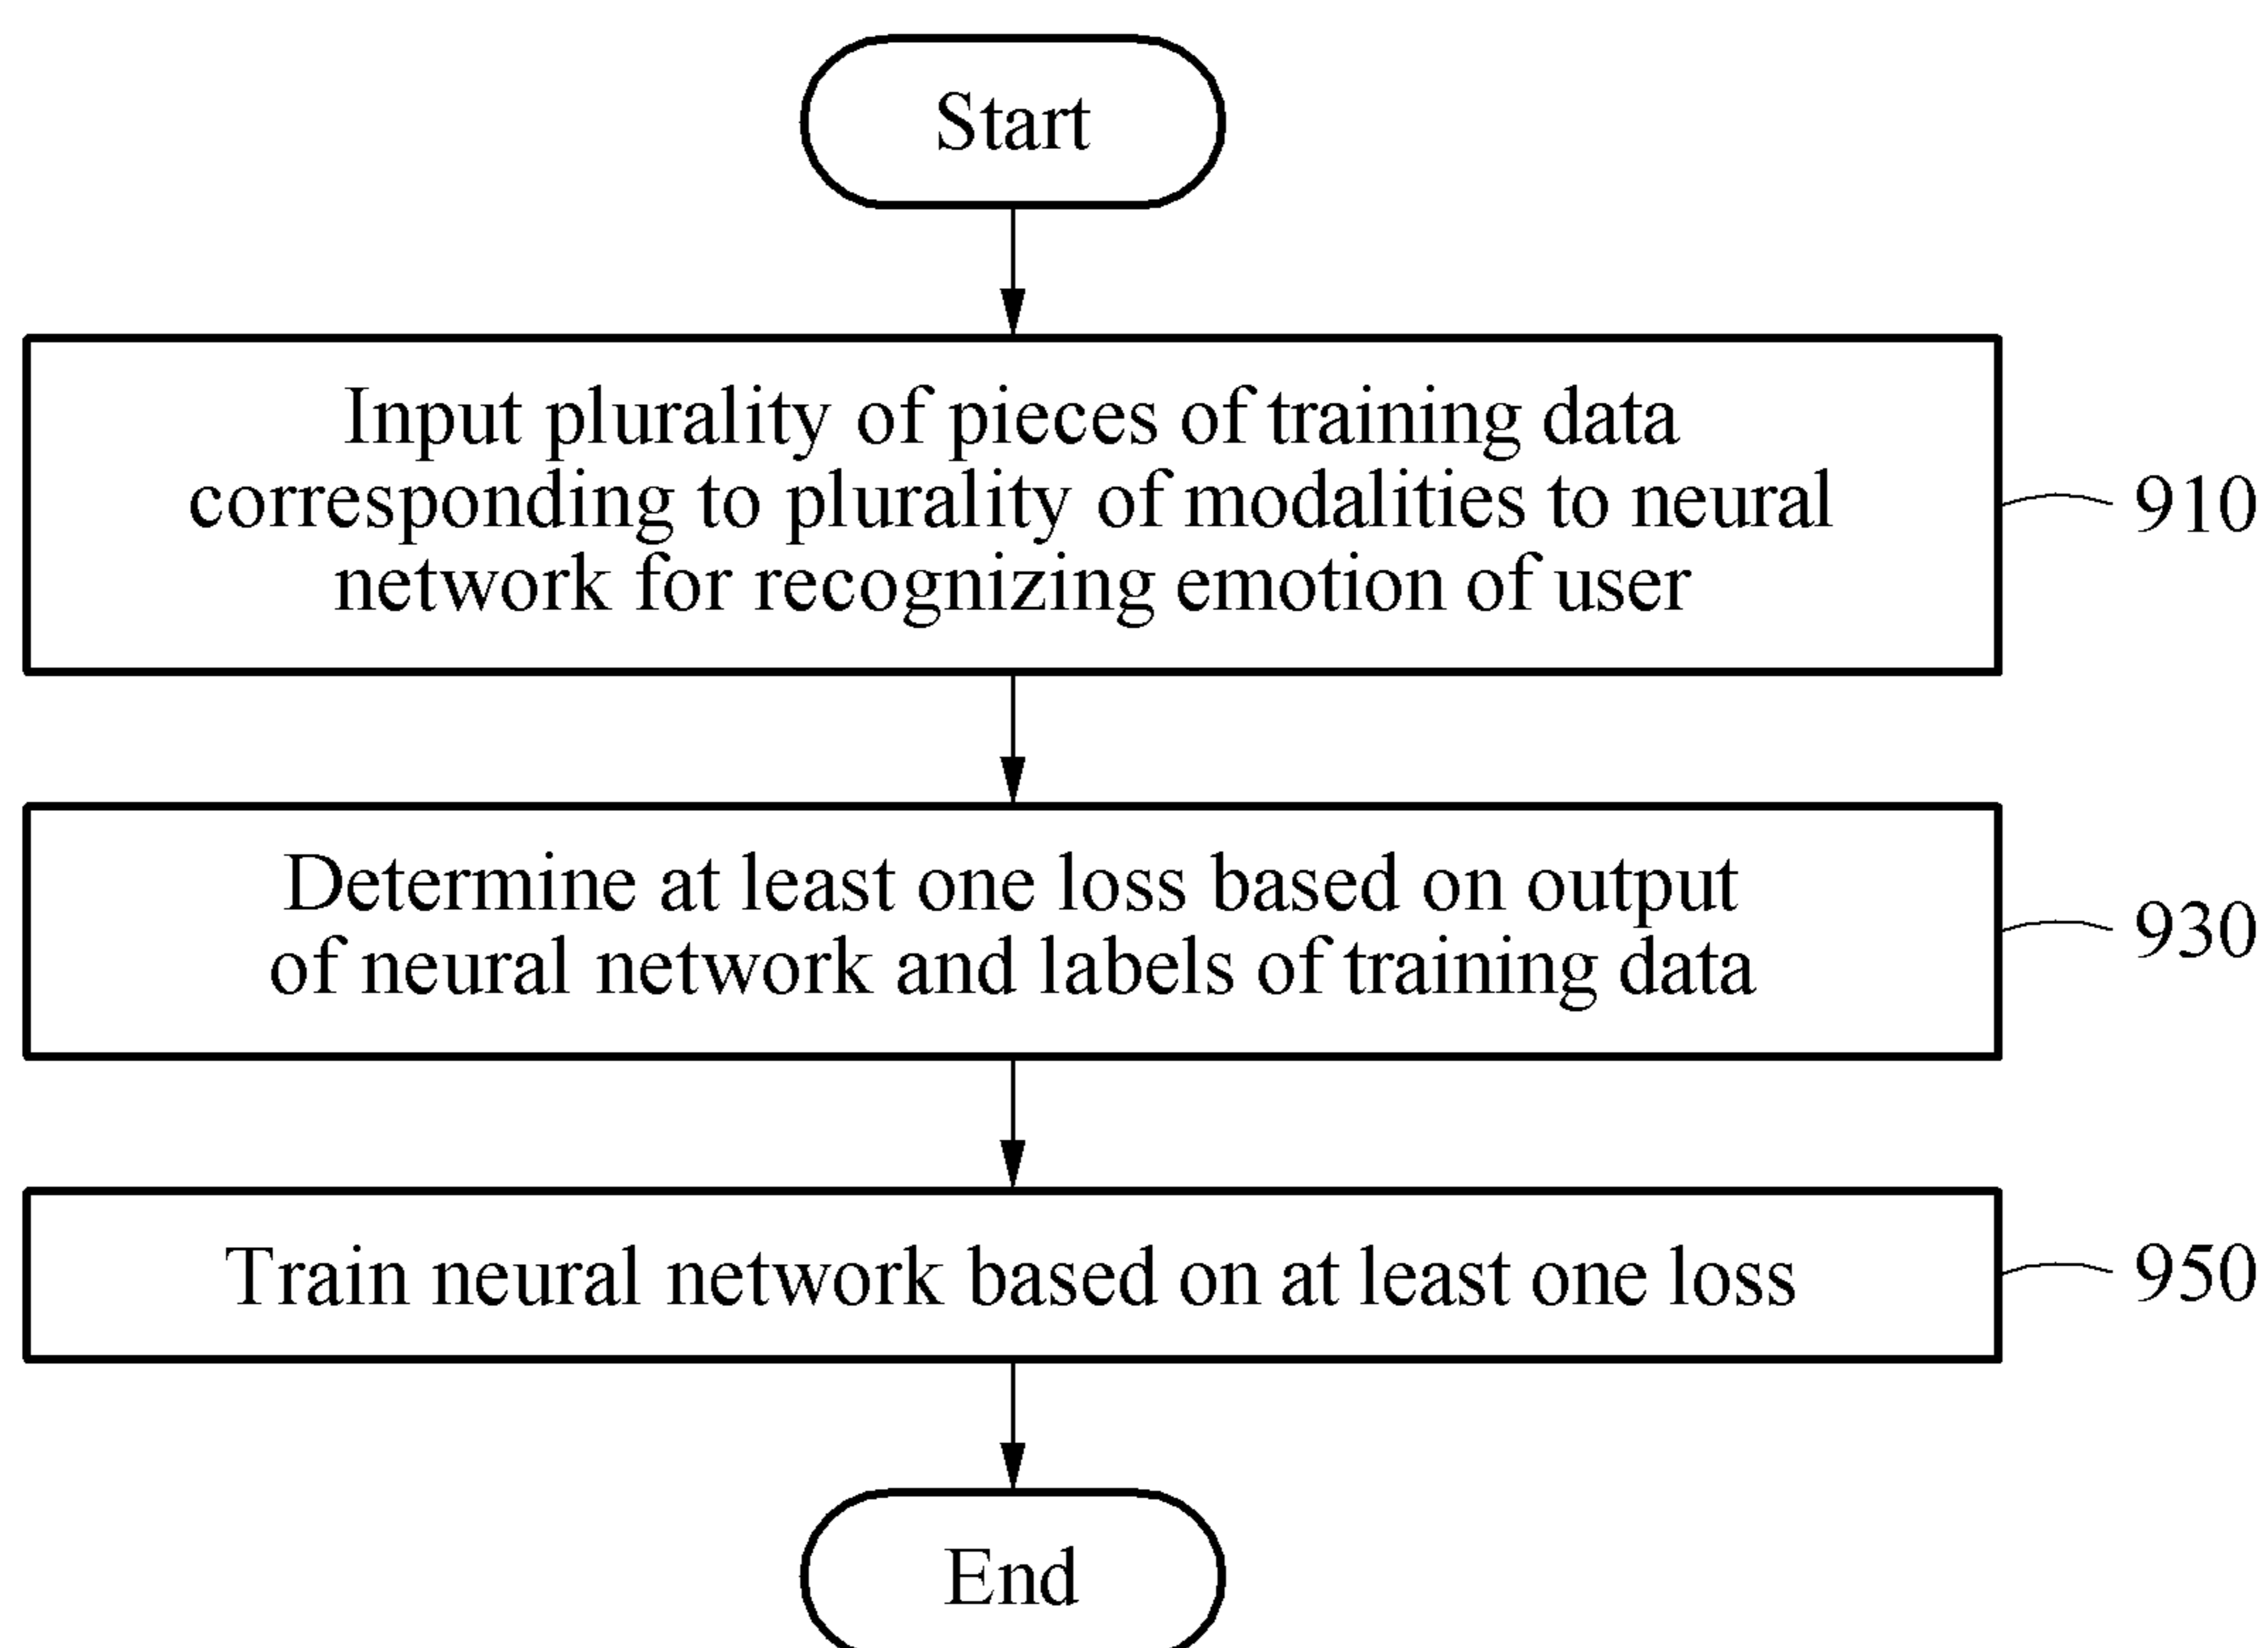 Start
Input plurality of pieces of training data
corresponding to plurality of modalities to neural
network for recognizing emotion of user
910
Determine at least one loss based on output
of neural network and labels of training data
930
Train neural network based on at least one loss
950
End